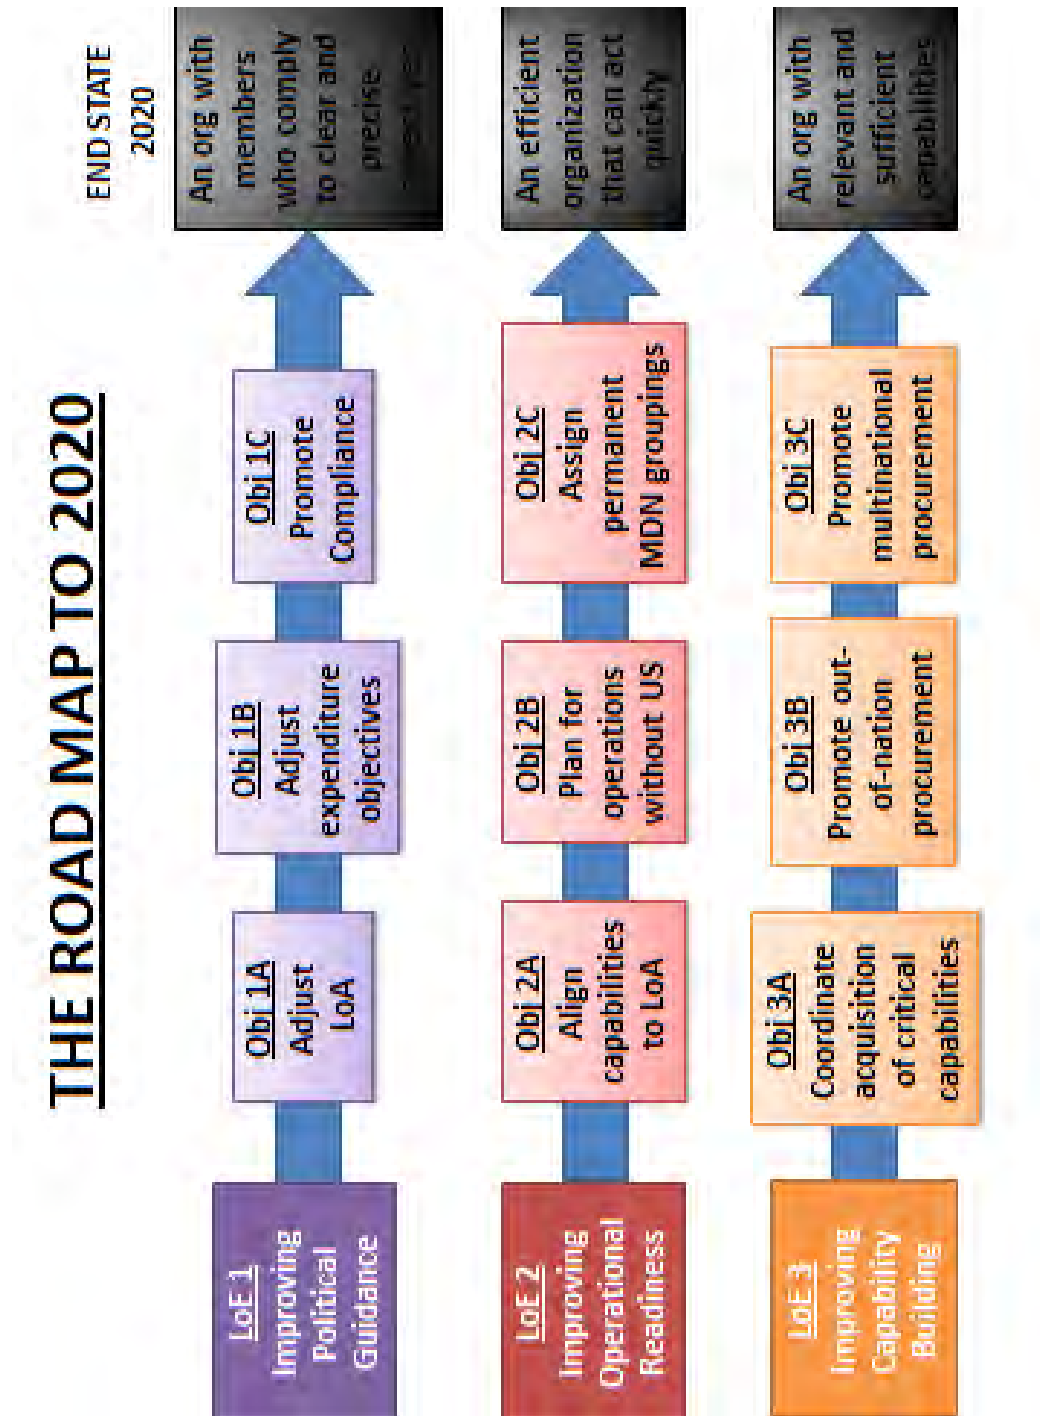 THE ROAD MAP TO 2020
END STATE
2020
LoE 1
Improving
Political
Guidance
Obj 1A
Adjust
LoA
Obj 1B
Adjust
expenditure
objectives
Obj 1C
Promote
Compliance
An org with
members
who comply
to clear and
precise
LoE 2
Improving
Operational
Readiness
Obj 2A
Align
capabilities
to LoA
Obj 2B
Plan for
operations
without US
Obj 2C
Assign
permanent
MDN groupings
An efficient
organization
that can act
quickly
LoE 3
Improving
Capability
Building
Obj 3A
Coordinate
acquisition
of critical
capabilities
Obj 3B
Promote out-
of-nation
procurement
Obj 3C
Promote
multinational
procurement
An org with
relevant and
sufficient
capabilities